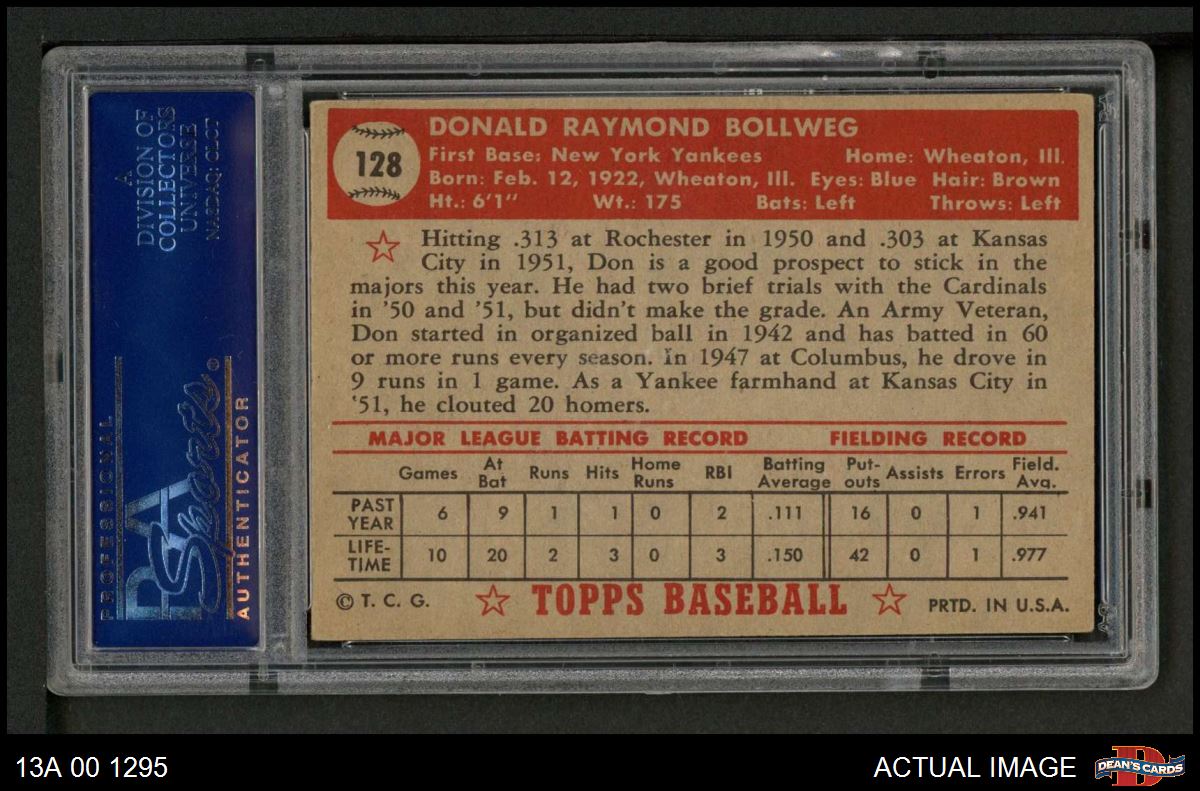 A
DIVISION OF
COLLECTORS
UNIVERSE
NASDAQ: CLCT
PROFESSIONAL
PSA
Sports®
AUTHENTICATOR
128
DONALD RAYMOND BOLLWEG
First Base: New York Yankees Home: Wheaton, Ill.
Born: Feb. 12, 1922, Wheaton, Ill. Eyes: Blue Hair: Brown
Ht.: 6'1" Wt.: 175 Bats: Left Throws: Left
Hitting .313 at Rochester in 1950 and .303 at Kansas
City in 1951, Don is a good prospect to stick in the
majors this year. He had two brief trials with the Cardinals
in '50 and '51, but didn't make the grade. An Army Veteran,
Don started in organized ball in 1942 and has batted in 60
or more runs every season. In 1947 at Columbus, he drove in
9 runs in 1 game. As a Yankee farmhand at Kansas City in
'51, he clouted 20 homers.
MAJOR LEAGUE BATTING RECORD FIELDING RECORD
Games At Bat Runs Hits Home Runs RBI Batting Average Put-outs Assists Errors Field. Avg.
PAST YEAR 6 9 1 1 0 2 .111 16 0 1 .941
LIFE-TIME 10 20 2 3 0 3 .150 42 0 1 .977
© T. C. G. TOPPS BASEBALL PRTD. IN U.S.A.
13A 00 1295 ACTUAL IMAGE DEAN'S CARDS